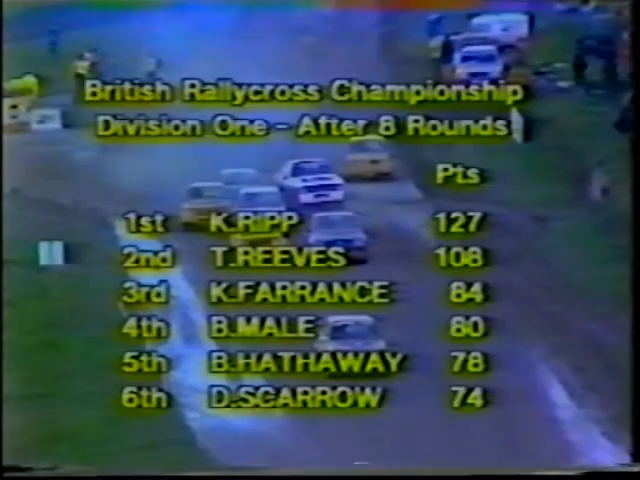 British Rallycross Championship
Division One - After 8 Rounds
Pts
1st K.RIPP 127
2nd T.REEVES 108
3rd K.FARRANCE 84
4th B.MALE 80
5th B.HATHAWAY 78
6th D.SCARROW 74